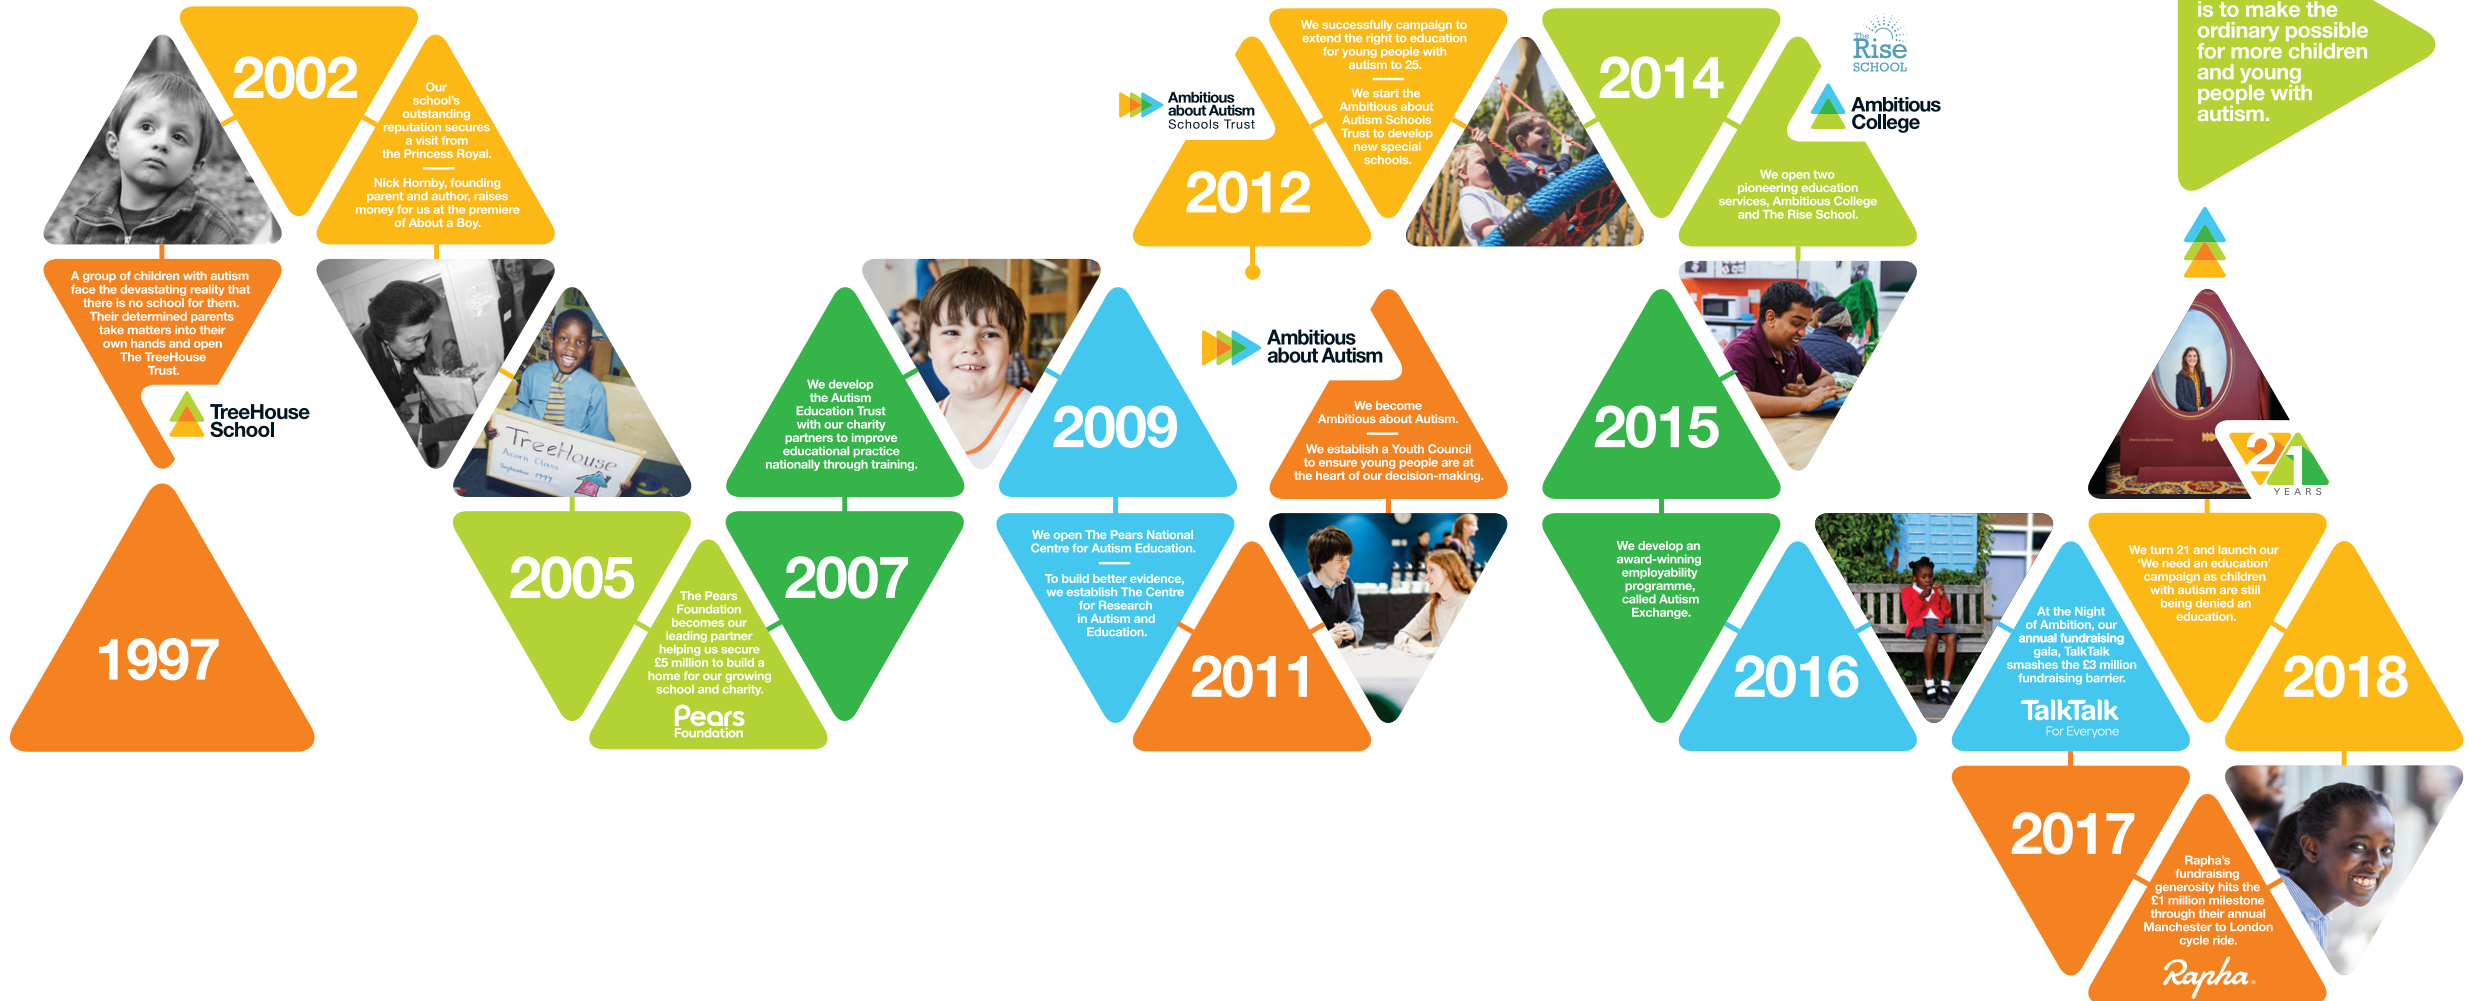 1997
A group of children with autism
face the devastating reality that
there is no school for them.
Their determined parents
take matters into their
own hands and open
The TreeHouse
Trust.
TreeHouse
School
2002
Our
school's
outstanding
reputation secures
a visit from
the Princess Royal.
Nick Hornby, founding
parent and author, raises
money for us at the premiere
of About a Boy.
TreeHouse
Acorn Class
September 1997
2005
The Pears
Foundation
becomes our
leading partner
helping us secure
£5 million to build a
home for our growing
school and charity.
Pears
Foundation
2007
We develop
the Autism
Education Trust
with our charity
partners to improve
educational practice
nationally through training.
2009
We open The Pears National
Centre for Autism Education.
To build better evidence,
we establish The Centre
for Research
in Autism and
Education.
2011
Ambitious
about Autism
We become
Ambitious about Autism.
We establish a Youth Council
to ensure young people are at
the heart of our decision-making.
Ambitious
about Autism
Schools Trust
2012
We successfully campaign to
extend the right to education
for young people with
autism to 25.
We start the
Ambitious about
Autism Schools
Trust to develop
new special
schools.
2014
The
Rise
SCHOOL
Ambitious
College
We open two
pioneering education
services, Ambitious College
and The Rise School.
2015
We develop an
award-winning
employability
programme,
called Autism
Exchange.
2016
At the Night
of Ambition, our
annual fundraising
gala, TalkTalk
smashes the £3 million
fundraising barrier.
TalkTalk
For Everyone
2017
Rapha's
fundraising
generosity hits the
£1 million milestone
through their annual
Manchester to London
cycle ride.
Rapha
2018
We turn 21 and launch our
'We need an education'
campaign as children
with autism are still
being denied an
education.
21
YEARS
is to make the
ordinary possible
for more children
and young
people with
autism.